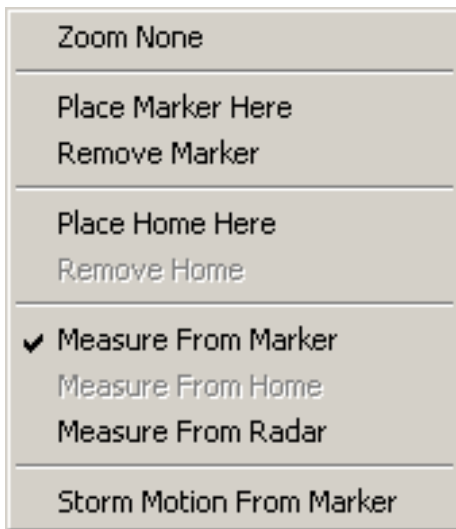 Zoom None
Place Marker Here
Remove Marker
Place Home Here
Remove Home
Measure From Marker
Measure From Home
Measure From Radar
Storm Motion From Marker